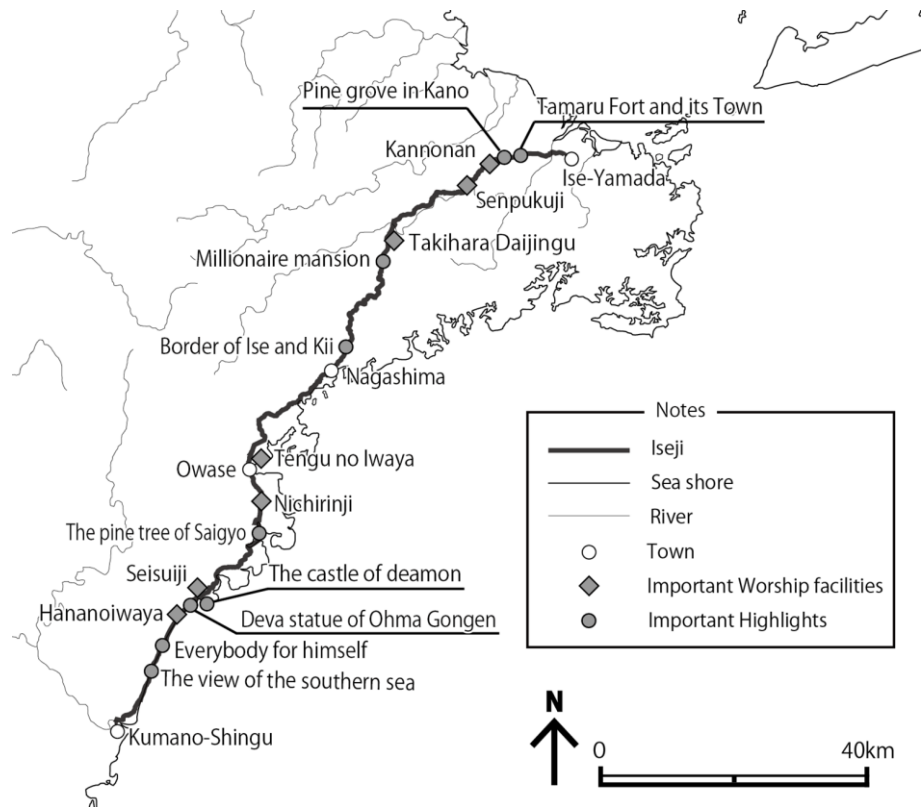 Pine grove in Kano
Tamaru Fort and its Town
Kannonan
Ise-Yamada
Senpukuji
Takihara Daijingu
Millionaire mansion
Border of Ise and Kii
Nagashima
Notes
Iseji
Sea shore
River
Town
Important Worship facilities
Important Highlights
Owase
Tengu no Iwaya
Nichirinji
The pine tree of Saigyo
Seisuiji
The castle of deamon
Hananoiwaya
Deva statue of Ohma Gongen
Everybody for himself
The view of the southern sea
Kumano-Shingu
N
0
40km